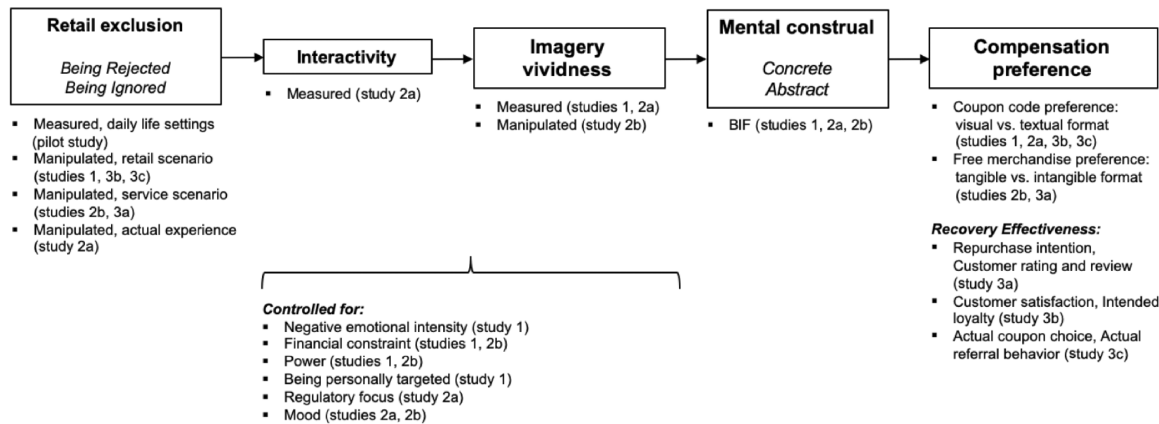 Retail exclusion
Being Rejected
Being Ignored
▪ Measured, daily life settings
(pilot study)
▪ Manipulated, retail scenario
(studies 1, 3b, 3c)
▪ Manipulated, service scenario
(studies 2b, 3a)
▪ Manipulated, actual experience
(study 2a)
Interactivity
▪ Measured (study 2a)
Imagery
vividness
▪ Measured (studies 1, 2a)
▪ Manipulated (study 2b)
Mental construal
Concrete
Abstract
▪ BIF (studies 1, 2a, 2b)
Compensation
preference
▪ Coupon code preference:
visual vs. textual format
(studies 1, 2a, 3b, 3c)
▪ Free merchandise preference:
tangible vs. intangible format
(studies 2b, 3a)
Recovery Effectiveness:
▪ Repurchase intention,
Customer rating and review
(study 3a)
▪ Customer satisfaction, Intended
loyalty (study 3b)
▪ Actual coupon choice, Actual
referral behavior (study 3c)
Controlled for:
▪ Negative emotional intensity (study 1)
▪ Financial constraint (studies 1, 2b)
▪ Power (studies 1, 2b)
▪ Being personally targeted (study 1)
▪ Regulatory focus (study 2a)
▪ Mood (studies 2a, 2b)